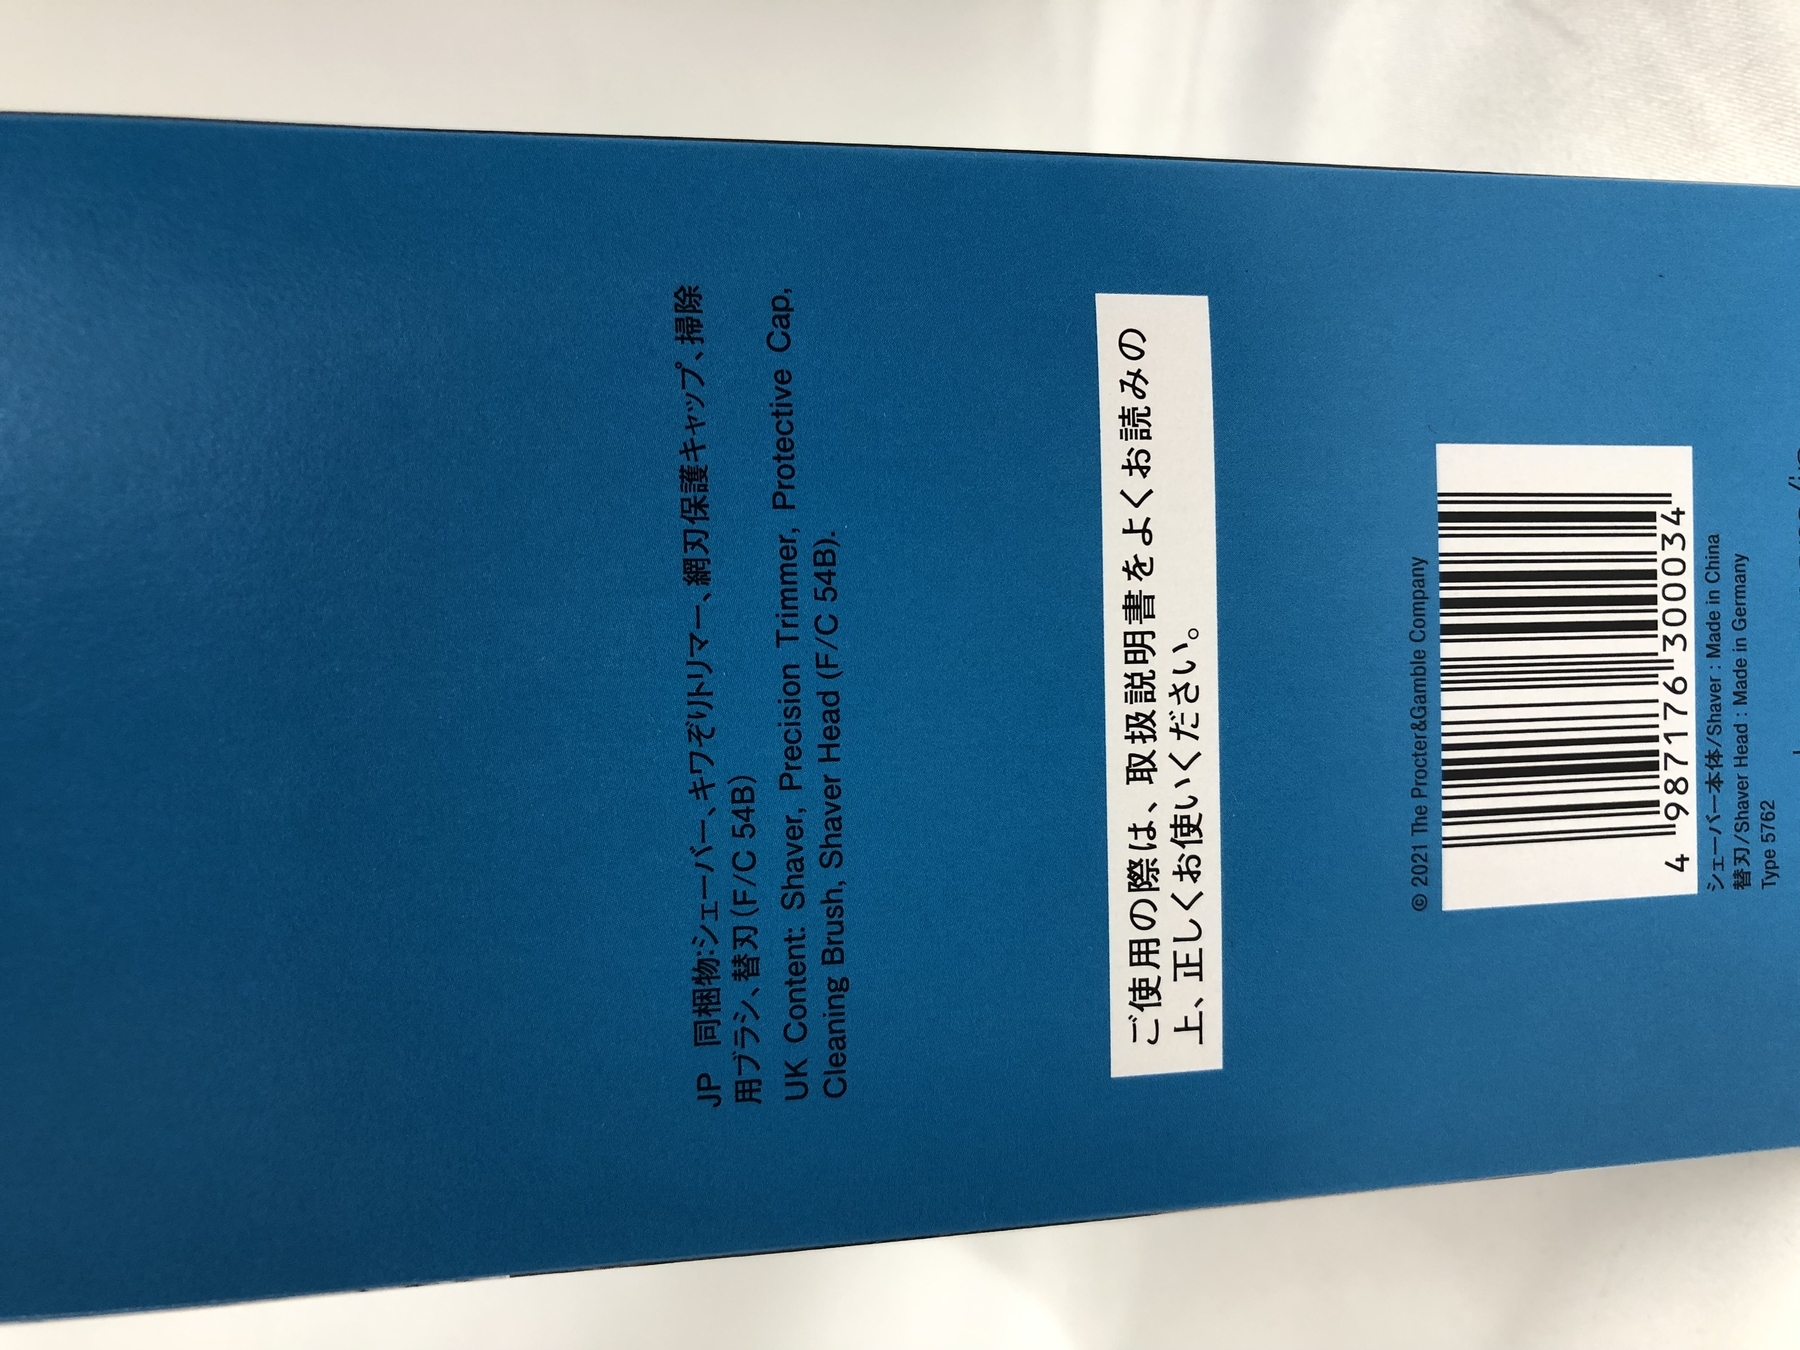 JP 同梱物:シェーバー、キワぞりトリマー、網刃保護キャップ、掃除
用ブラシ、替刃(F/C 54B)
UK Content: Shaver, Precision Trimmer, Protective Cap,
Cleaning Brush, Shaver Head (F/C 54B).
ご使用の際は、取扱説明書をよくお読みの
上、正しくお使いください。
© 2021 The Procter&Gamble Company
4 987176 300034
シェーバー本体/Shaver : Made in China
替刃/Shaver Head : Made in Germany
Type 5762